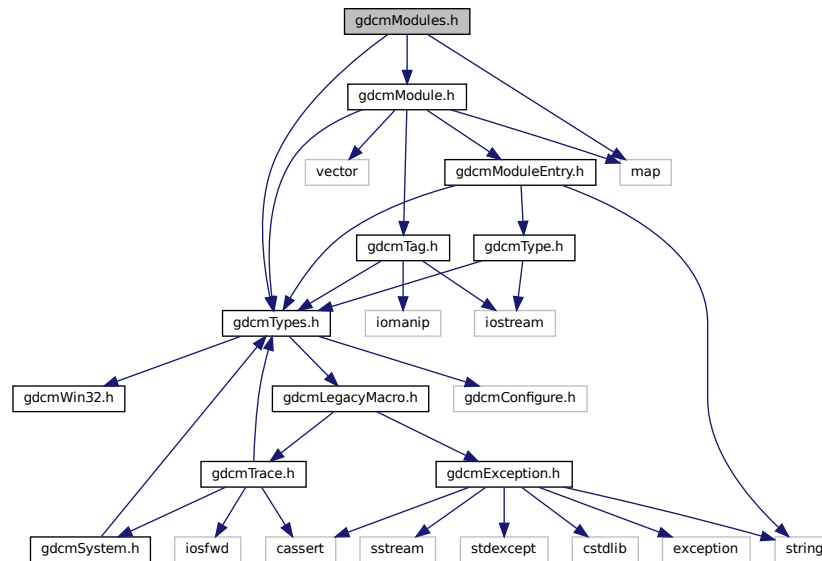 gdcmModules.h
gdcmModule.h
vector
gdcmModuleEntry.h
map
gdcmTag.h
gdcmType.h
gdcmTypes.h
iomanip
iostream
gdcmWin32.h
gdcmLegacyMacro.h
gdcmConfigure.h
gdcmTrace.h
gdcmException.h
gdcmSystem.h
iosfwd
cassert
sstream
stdexcept
cstdlib
exception
string